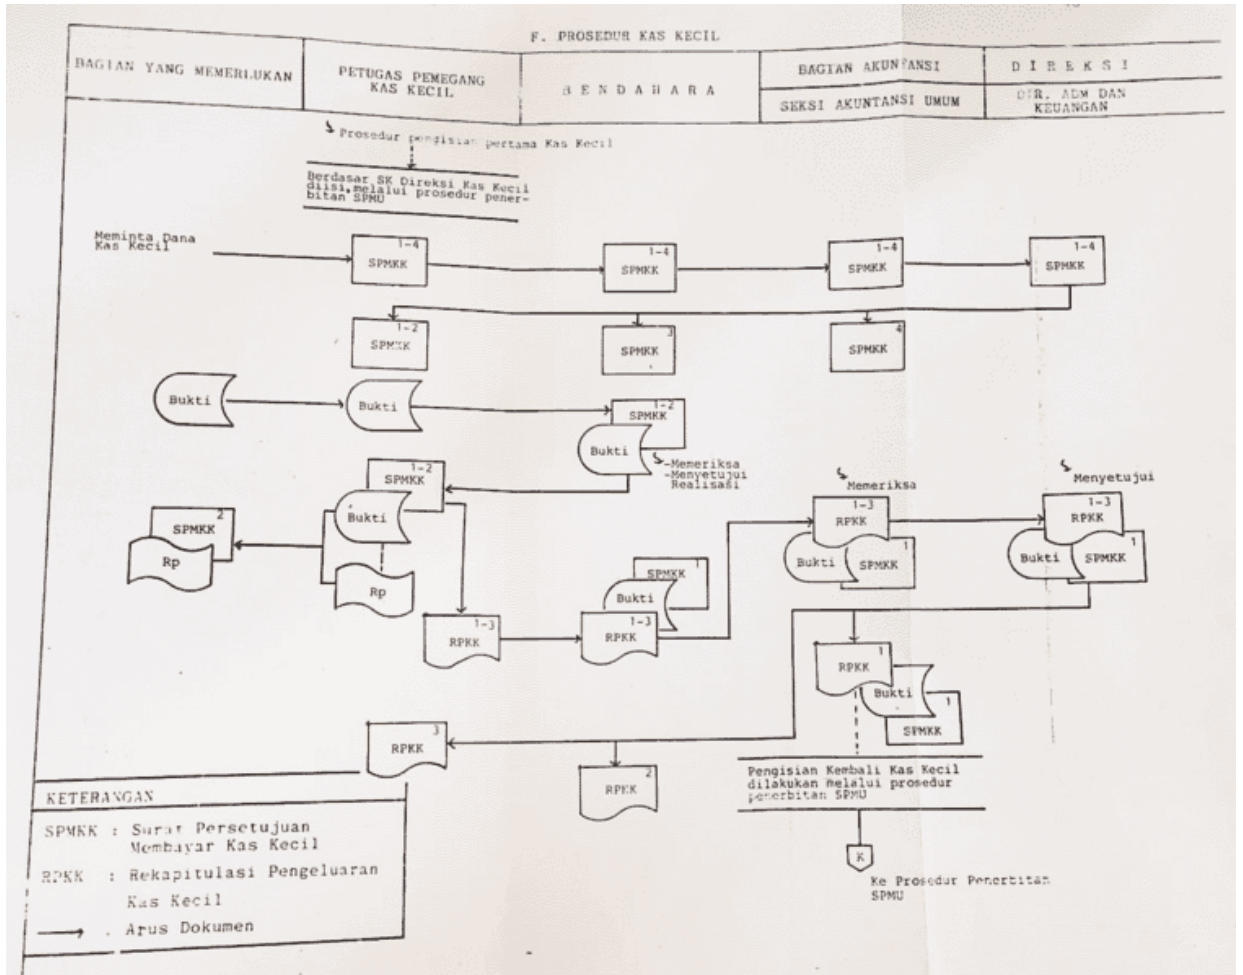 F. PROSEDUR KAS KECIL
BAGIAN YANG MEMERLUKAN
PETUGAS PEMEGANG
KAS KECIL
BENDAHARA
BAGIAN AKUNTANSI
SEKSI AKUNTANSI UMUM
DIREKSI
DIR. ADM DAN
KEUANGAN
Prosedur pengisian pertama Kas Kecil
Berdasar SK Direksi Kas Kecil
diisi, melalui prosedur pener-
bitan SPMU
Meminta Dana
Kas Kecil
1-4
SPMKK
1-4
SPMKK
1-4
SPMKK
1-4
SPMKK
1-2
SPMKK
3
SPMKK
4
SPMKK
Bukti
Bukti
1-2
SPMKK
Bukti
-Memeriksa
-Menyetujui
Realisasi
1-2
SPMKK
Bukti
Rp
2
SPMKK
Rp
1-3
RPKK
1
SPMKK
Bukti
1-3
RPKK
Memeriksa
1-3
RPKK
Bukti
1
SPMKK
Menyetujui
1-3
RPKK
Bukti
1
SPMKK
1
RPKK
Bukti
1
SPMKK
3
RPKK
2
RPKK
Pengisian Kembali Kas Kecil
dilakukan melalui prosedur
penerbitan SPMU
K
Ke Prosedur Penerbitan
SPMU
KETERANGAN
SPMKK : Surat Persetujuan
Membayar Kas Kecil
RPKK : Rekapitulasi Pengeluaran
Kas Kecil
. Arus Dokumen